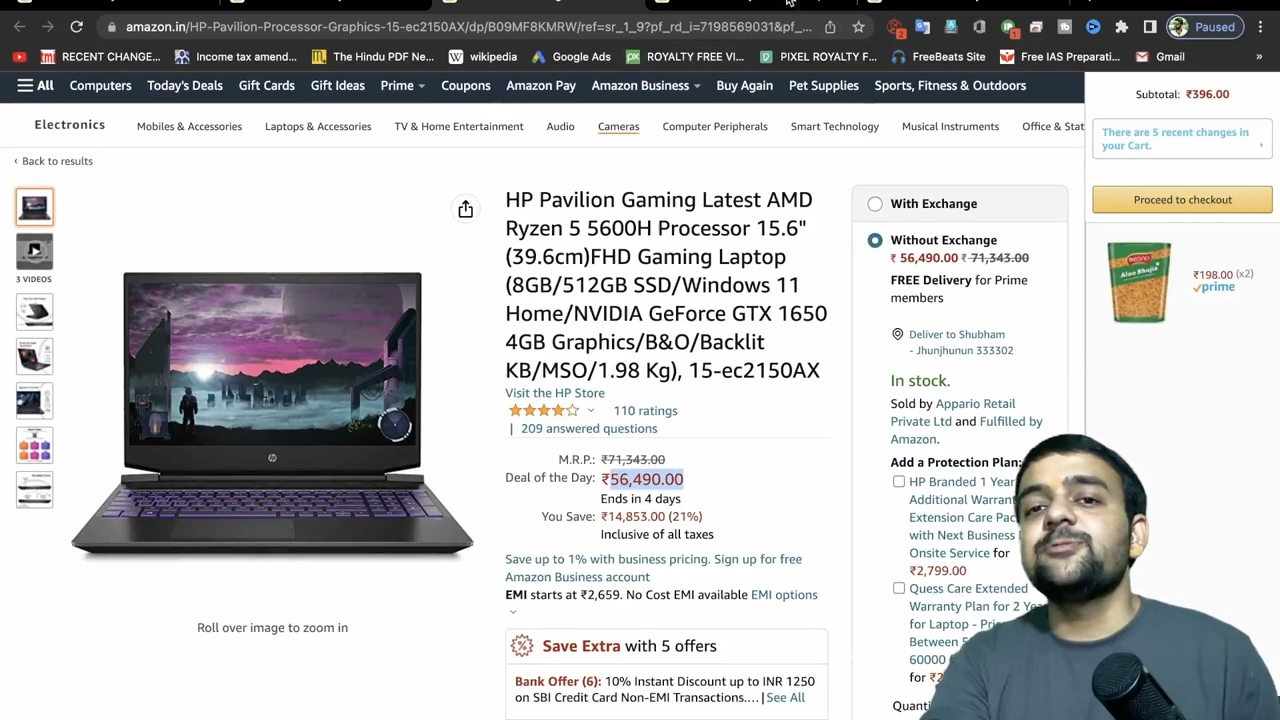 amazon.in/HP-Pavilion-Processor-Graphics-15-ec2150AX/dp/B09MF8KMRW/ref=sr_1_9?pf_rd_i=7198569031&pf_...
Paused
RECENT CHANGE...
Income tax amend...
The Hindu PDF Ne...
wikipedia
Google Ads
ROYALTY FREE VI...
PIXEL ROYALTY F...
FreeBeats Site
Free IAS Preparati...
Gmail
»
All
Computers
Today's Deals
Gift Cards
Gift Ideas
Prime
Coupons
Amazon Pay
Amazon Business
Buy Again
Pet Supplies
Sports, Fitness & Outdoors
Electronics
Mobiles & Accessories
Laptops & Accessories
TV & Home Entertainment
Audio
Cameras
Computer Peripherals
Smart Technology
Musical Instruments
Office & Stat
‹ Back to results
3 VIDEOS
hp
Roll over image to zoom in
HP Pavilion Gaming Latest AMD
Ryzen 5 5600H Processor 15.6"
(39.6cm)FHD Gaming Laptop
(8GB/512GB SSD/Windows 11
Home/NVIDIA GeForce GTX 1650
4GB Graphics/B&O/Backlit
KB/MSO/1.98 Kg), 15-ec2150AX
Visit the HP Store
110 ratings
| 209 answered questions
M.R.P.: ₹71,343.00
Deal of the Day: ₹56,490.00
Ends in 4 days
You Save: ₹14,853.00 (21%)
Inclusive of all taxes
Save up to 1% with business pricing. Sign up for free
Amazon Business account
EMI starts at ₹2,659. No Cost EMI available EMI options
Save Extra with 5 offers
Bank Offer (6): 10% Instant Discount up to INR 1250
on SBI Credit Card Non-EMI Transactions.... | See All
With Exchange
Without Exchange
₹ 56,490.00 ₹ 71,343.00
FREE Delivery for Prime
members
Deliver to Shubham
- Jhunjhunun 333302
In stock.
Sold by Appario Retail
Private Ltd and Fulfilled by
Amazon.
Add a Protection Plan:
HP Branded 1 Year
Additional Warran
Extension Care Pac
with Next Business
Onsite Service for
₹2,799.00
Quess Care Extended
Warranty Plan for 2 Ye
for Laptop - Pri
Between 5
60000
for ₹2
Quanti
Subtotal: ₹396.00
There are 5 recent changes in
your Cart.
Proceed to checkout
Aloo Bhujia
₹198.00 (x2)
prime